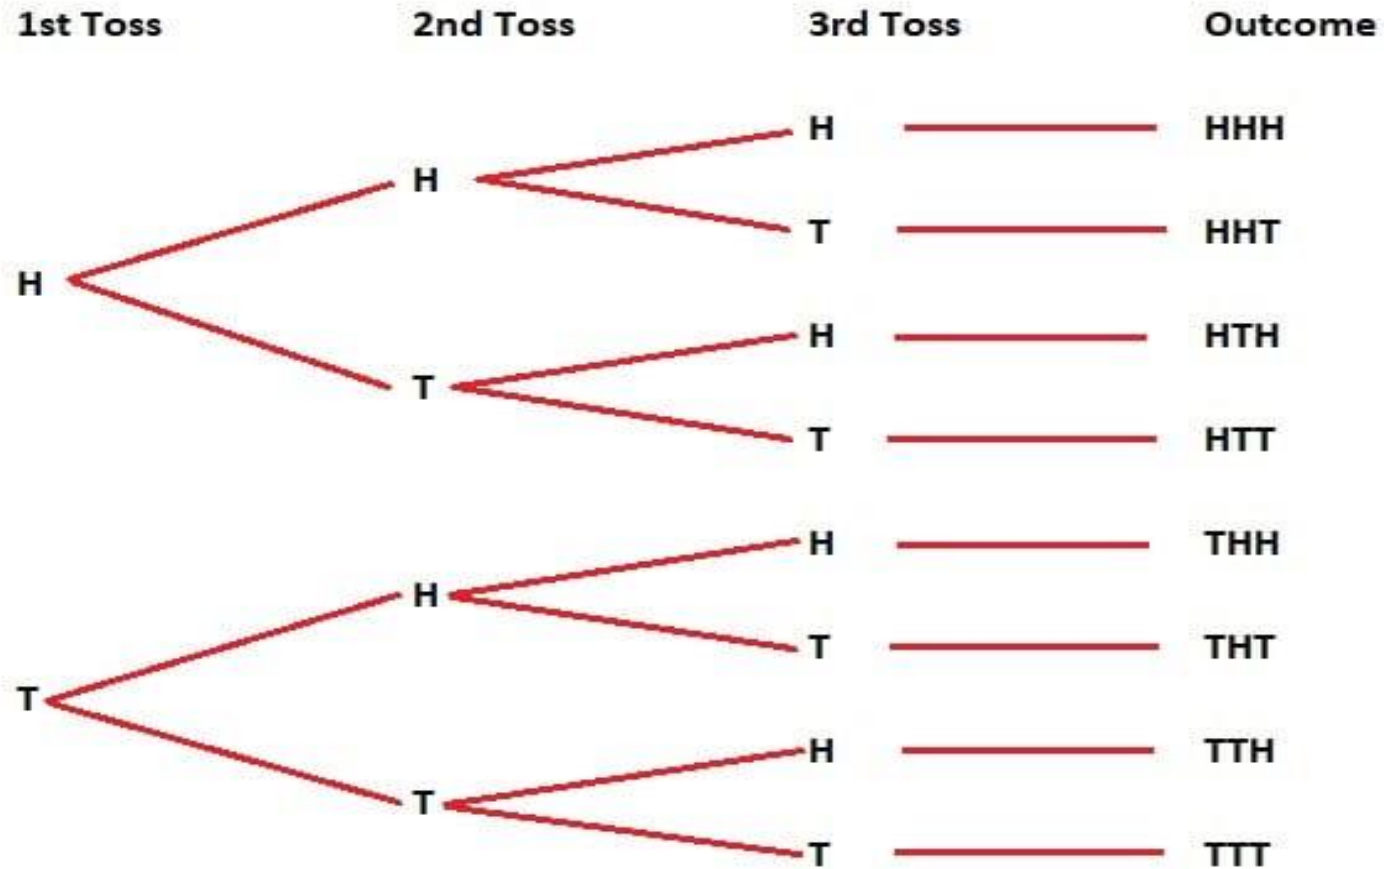 1st Toss 2nd Toss 3rd Toss Outcome
H HHH
H
T HHT
H
H HTH
T
T HTT
H THH
H
T THT
T
H TTH
T
T TTT